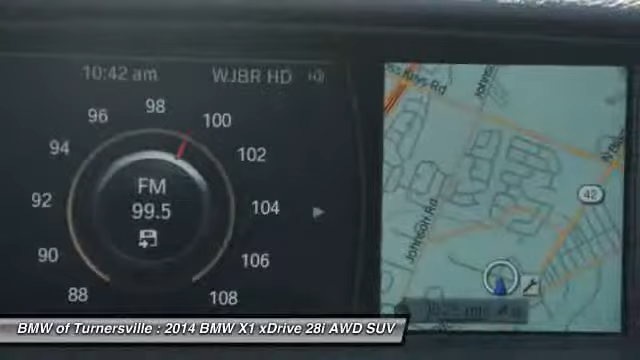 10:42 am
WJBR HD
98
96
100
94
102
FM
92
99.5
104
90
106
88
108
Johnson Rd
42
BMW of Turnersville : 2014 BMW X1 xDrive 28i AWD SUV